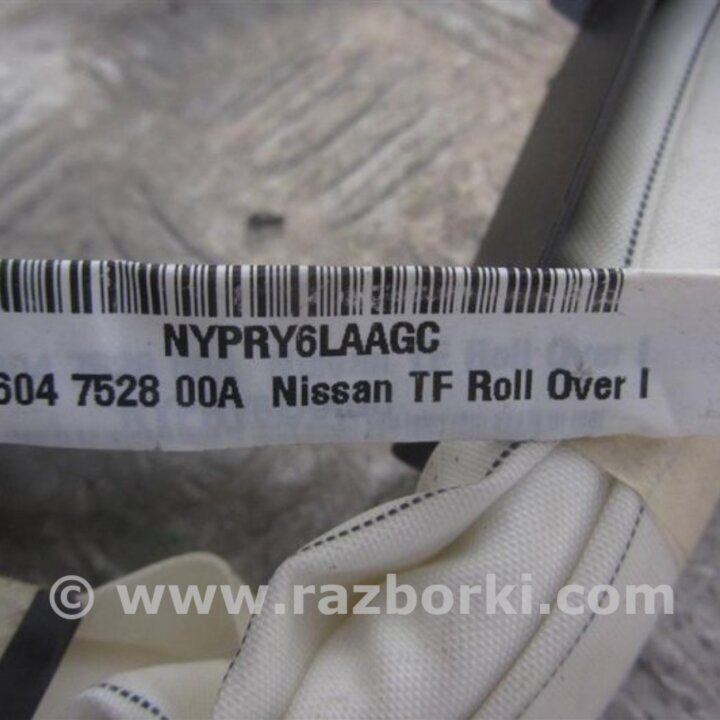 NYPRY6LAAGC
604 7528 00A Nissan TF Roll Over I
© www.razborki.com